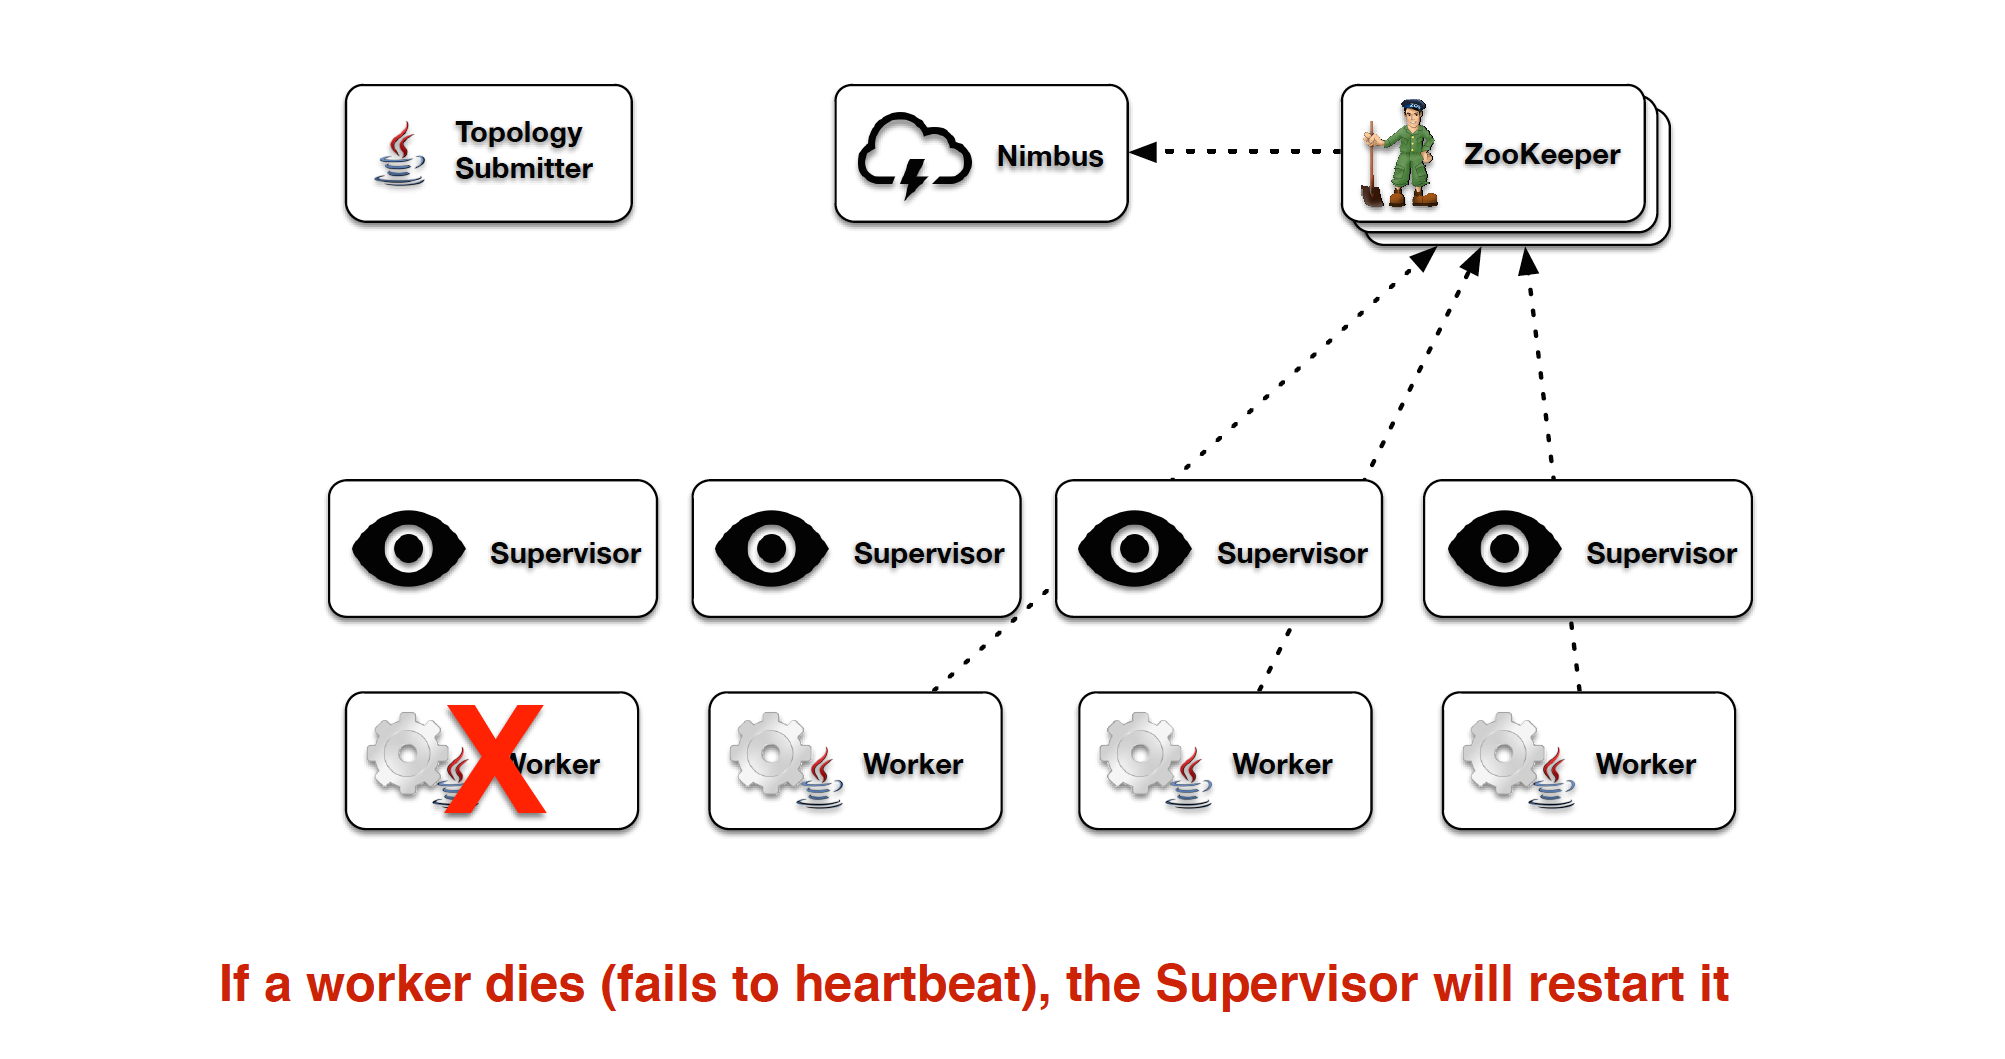 Topology
Submitter
Nimbus
ZooKeeper
Supervisor
Supervisor
Supervisor
Supervisor
Worker
Worker
Worker
Worker
X
If a worker dies (fails to heartbeat), the Supervisor will restart it